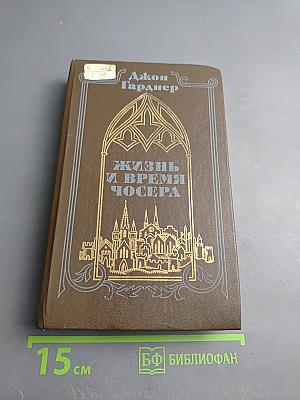 Джон
Гарднер
ЖИЗНЬ
И ВРЕМЯ
ЧОСЕРА
15 см
БФ БИБЛИОФАН